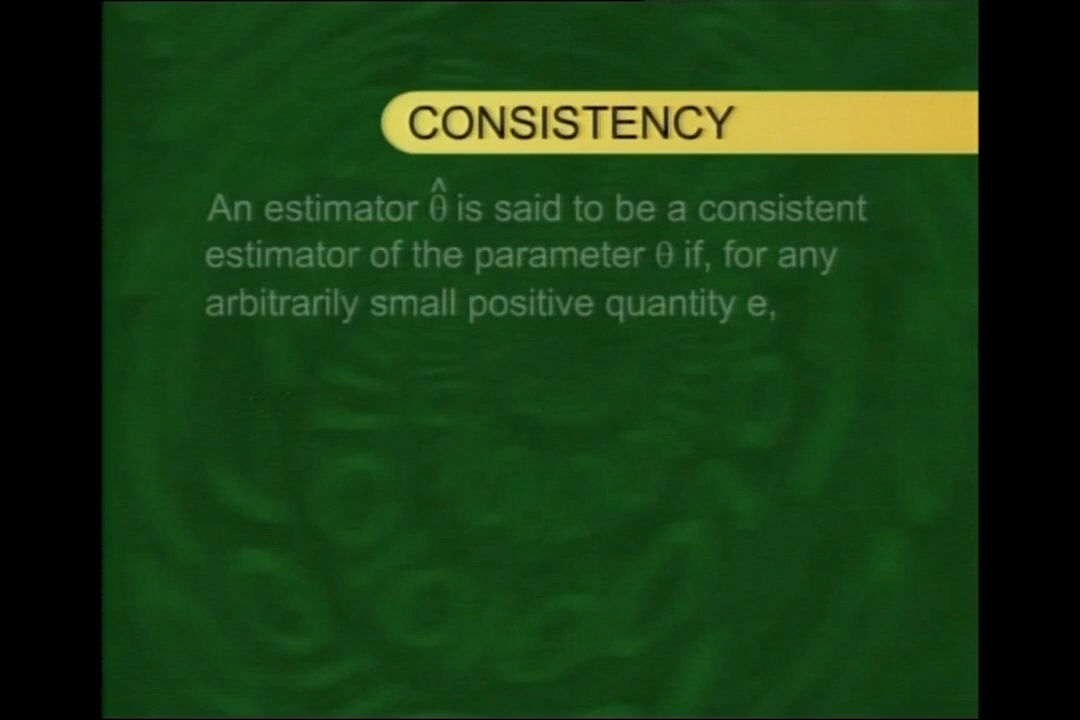 CONSISTENCY
An estimator θ̂ is said to be a consistent
estimator of the parameter θ if, for any
arbitrarily small positive quantity e,